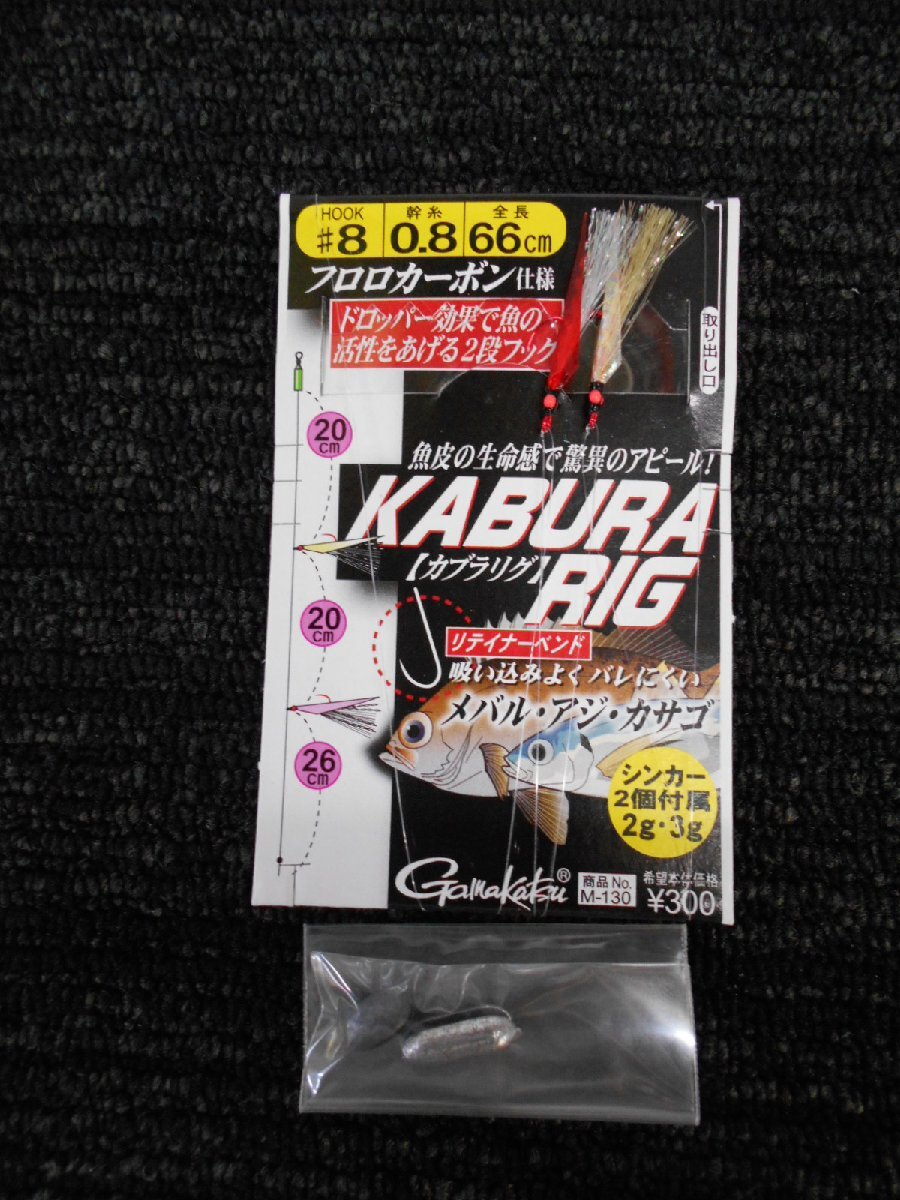 HOOK 幹糸 全長
#8 0.8 66cm
フロロカーボン仕様
ドロッパー効果で魚の
活性をあげる2段フック
取り出し口
20
cm
魚皮の生命感で驚異のアピール!
KABURA
【カブラリグ】
RIG
20
cm
リテイナーベンド
吸い込みよくバレにくい
メバル・アジ・カサゴ
26
cm
シンカー
2個付属
2g・3g
Gamakatsu®
商品No.
M-130
希望本体価格
¥300